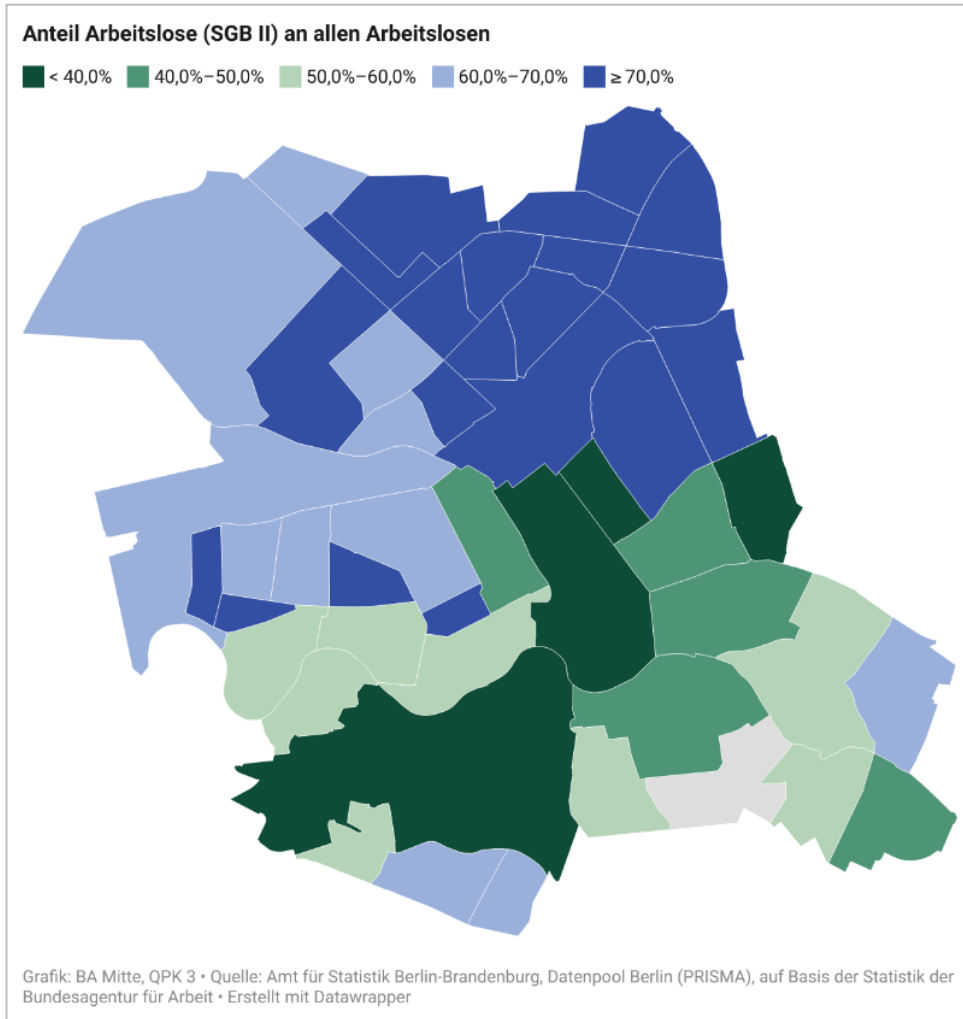 Anteil Arbeitslose (SGB II) an allen Arbeitslosen
< 40,0% 40,0%–50,0% 50,0%–60,0% 60,0%–70,0% ≥ 70,0%
Grafik: BA Mitte, QPK 3 • Quelle: Amt für Statistik Berlin-Brandenburg, Datenpool Berlin (PRISMA), auf Basis der Statistik der
Bundesagentur für Arbeit • Erstellt mit Datawrapper